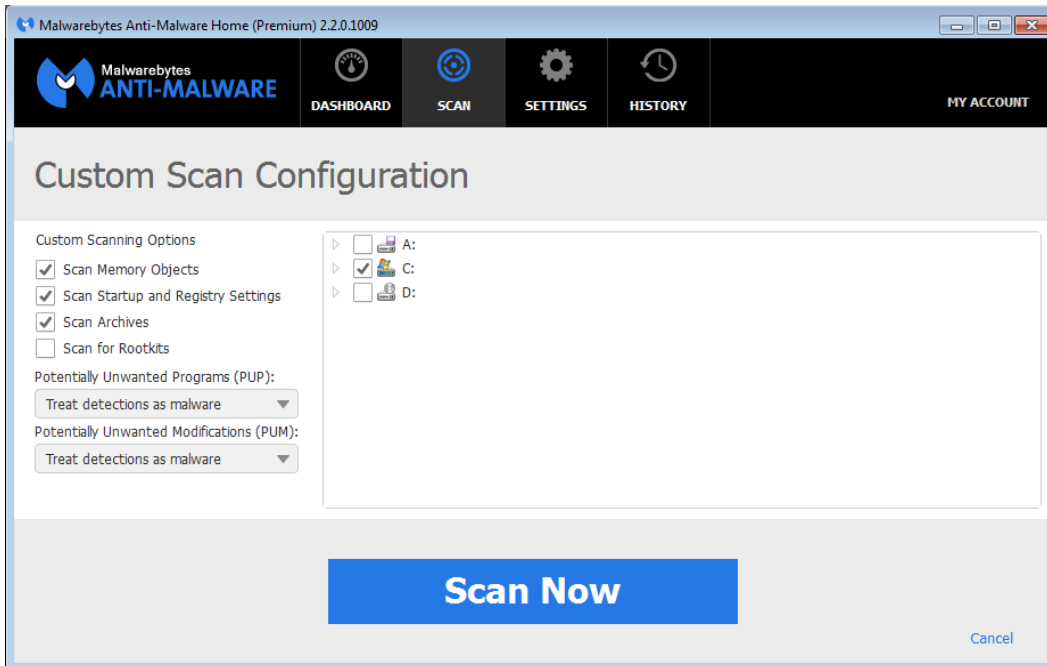 Malwarebytes Anti-Malware Home (Premium) 2.2.0.1009
Malwarebytes
ANTI-MALWARE
DASHBOARD
SCAN
SETTINGS
HISTORY
MY ACCOUNT
Custom Scan Configuration
Custom Scanning Options
Scan Memory Objects
Scan Startup and Registry Settings
Scan Archives
Scan for Rootkits
Potentially Unwanted Programs (PUP):
Treat detections as malware
Potentially Unwanted Modifications (PUM):
Treat detections as malware
A:
C:
D:
Scan Now
Cancel